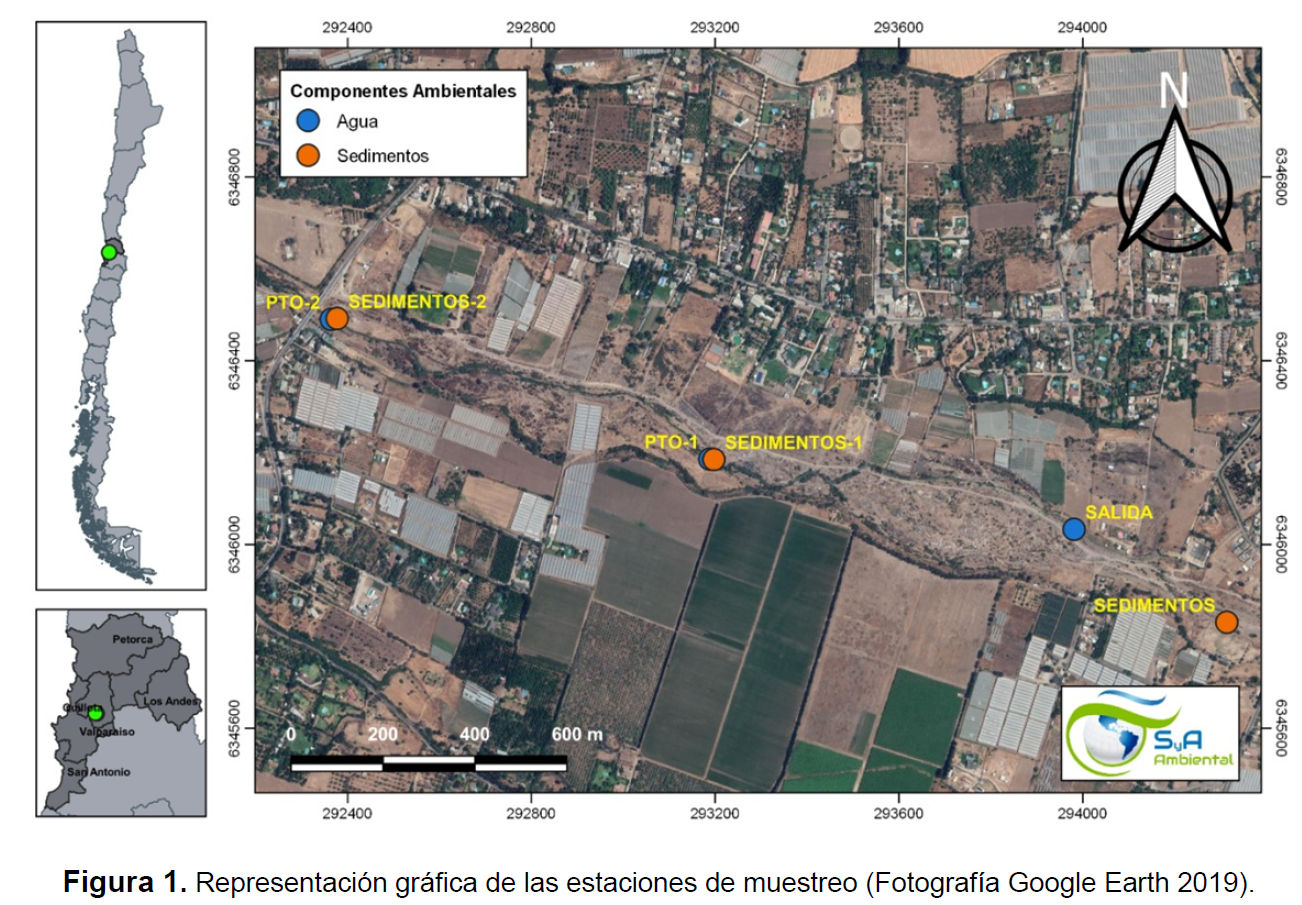 292400 292800 293200 293600 294000
Componentes Ambientales
Agua
Sedimentos
N
6346800 6346800
PTO-2 SEDIMENTOS-2
6346400 6346400
PTO-1 SEDIMENTOS-1
SALIDA
6346000 6346000
SEDIMENTOS
Petorca
Los Andes
Quillota
Valparaiso
San Antonio
6345600 6345600
0 200 400 600 m
SyA
Ambiental
292400 292800 293200 293600 294000
Figura 1. Representación gráfica de las estaciones de muestreo (Fotografía Google Earth 2019).